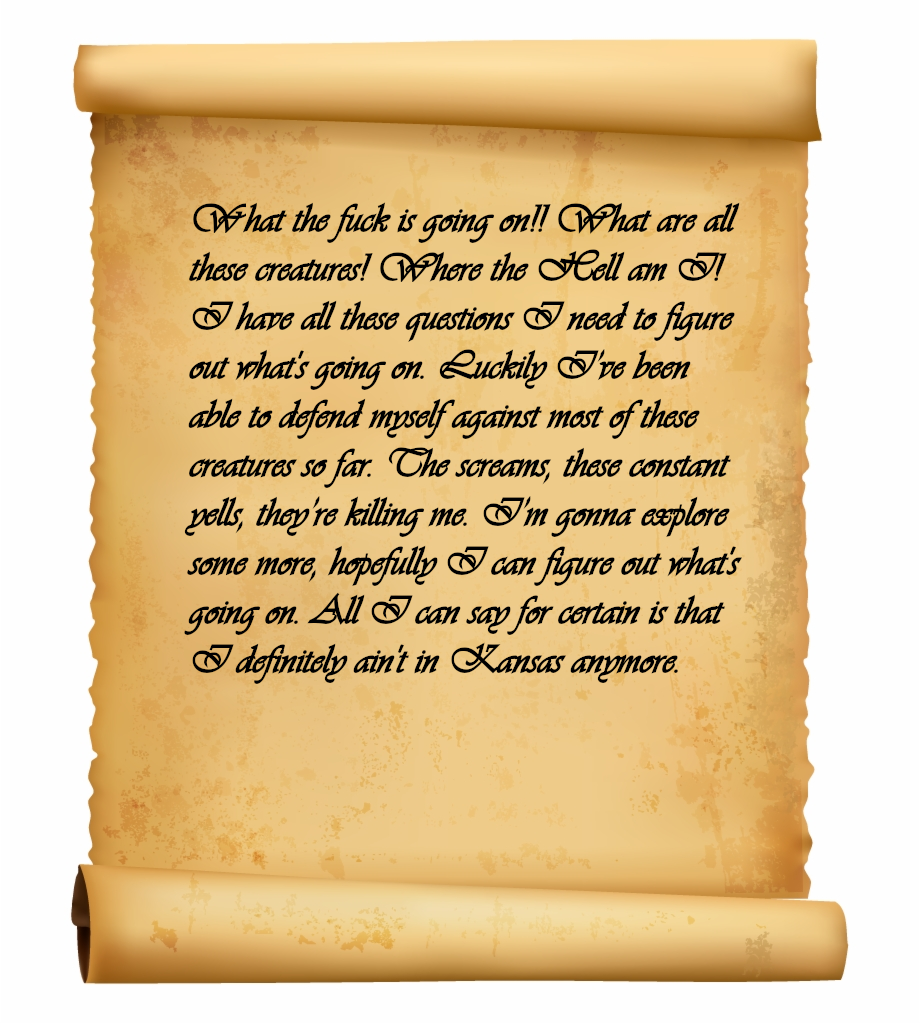 What the fuck is going on!! What are all
these creatures! Where the Hell am I!
I have all these questions I need to figure
out what's going on. Luckily I've been
able to defend myself against most of these
creatures so far. The screams, these constant
yells, they're killing me. I'm gonna explore
some more, hopefully I can figure out what's
going on. All I can say for certain is that
I definitely ain't in Kansas anymore.